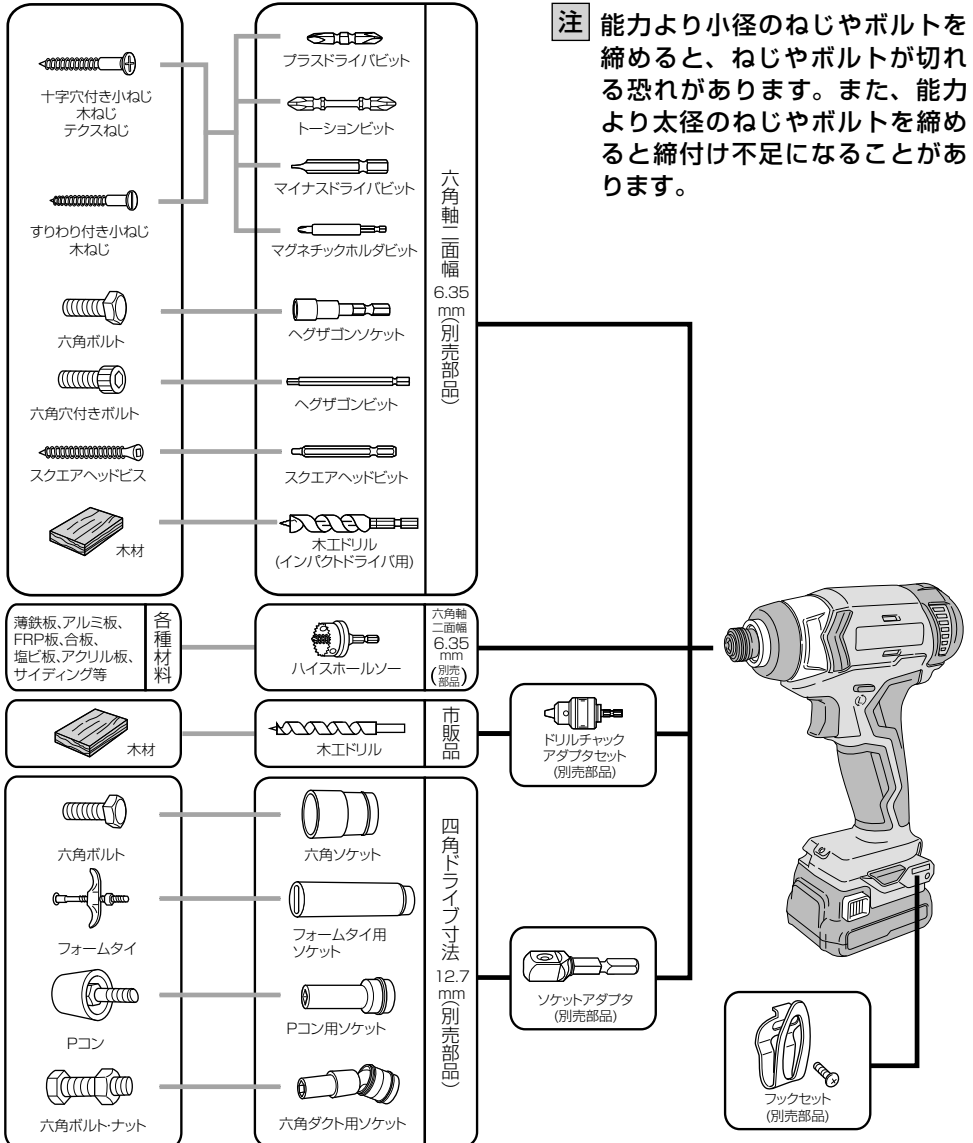 注 能力より小径のねじやボルトを
締めると、ねじやボルトが切れ
る恐れがあります。また、能力
より太径のねじやボルトを締め
ると締付け不足になることがあ
ります。
十字穴付き小ねじ
木ねじ
テクスねじ
すりわり付き小ねじ
木ねじ
六角ボルト
六角穴付きボルト
スクエアヘッドビス
木材
プラスドライバビット
トーションビット
マイナスドライバビット
マグネチックホルダビット
ヘグザゴンソケット
ヘグザゴンビット
スクエアヘッドビット
木工ドリル
(インパクトドライバ用)
六角軸二面幅6.35mm(別売部品)
薄鉄板、アルミ板、
FRP板、合板、
塩ビ板、アクリル板、
サイディング等
各種材料
ハイスホールソー
六角軸
二面幅
6.35
mm
(別売
部品)
木材
木工ドリル
市販品
ドリルチャック
アダプタセット
(別売部品)
六角ボルト
フォームタイ
Pコン
六角ボルト・ナット
六角ソケット
フォームタイ用
ソケット
Pコン用ソケット
六角ダクト用ソケット
四角ドライブ寸法12.7mm(別売部品)
ソケットアダプタ
(別売部品)
フックセット
(別売部品)